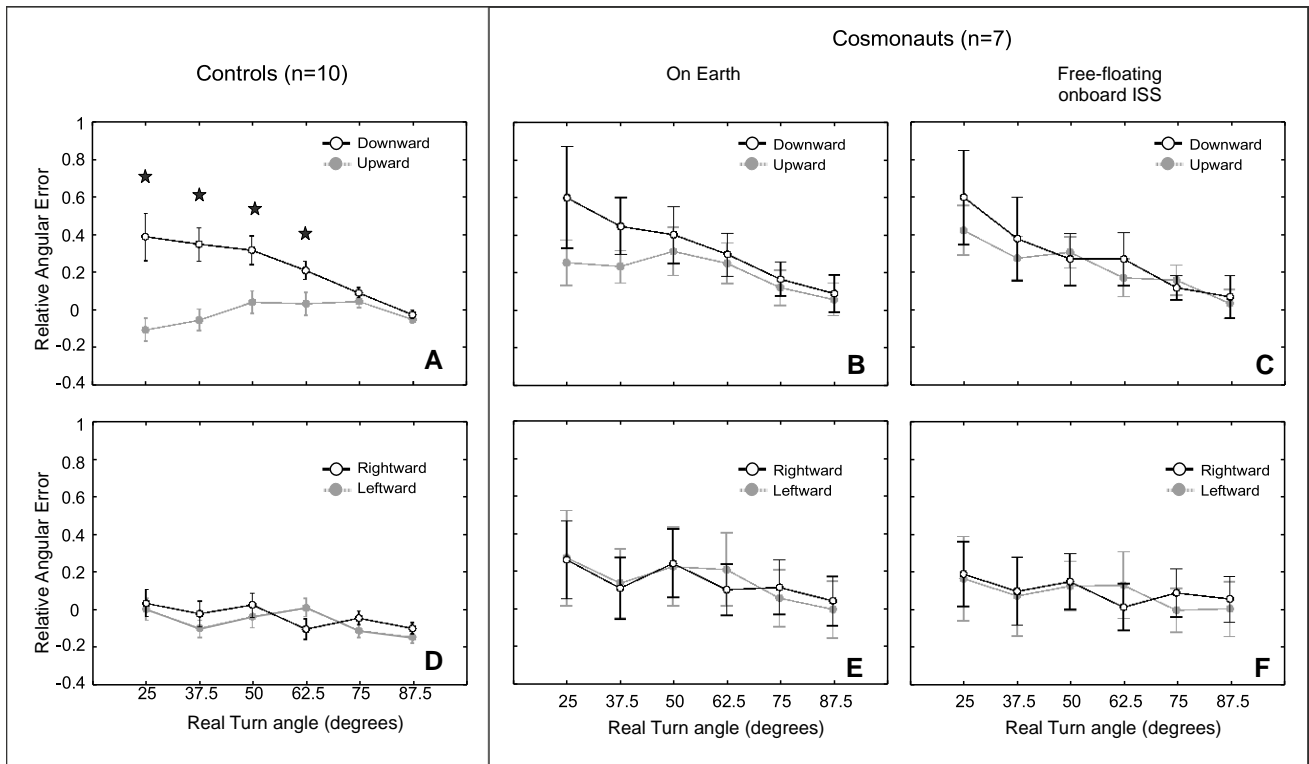 Controls (n=10)
Cosmonauts (n=7)
On Earth
Free-floating
onboard ISS
Relative Angular Error
1
0.8
0.6
0.4
0.2
0
-0.2
-0.4
Downward
Upward
A
Downward
Upward
B
Downward
Upward
C
Relative Angular Error
1
0.8
0.6
0.4
0.2
0
-0.2
-0.4
Rightward
Leftward
D
25 37.5 50 62.5 75 87.5
Real Turn angle (degrees)
Rightward
Leftward
E
25 37.5 50 62.5 75 87.5
Real Turn angle (degrees)
Rightward
Leftward
F
25 37.5 50 62.5 75 87.5
Real Turn angle (degrees)